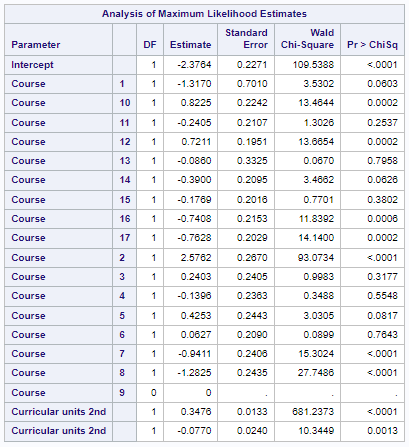 Analysis of Maximum Likelihood Estimates
Parameter DF Estimate Standard Error Wald Chi-Square Pr > ChiSq
Intercept 1 -2.3764 0.2271 109.5388 <.0001
Course 1 1 -1.3170 0.7010 3.5302 0.0603
Course 10 1 0.8225 0.2242 13.4644 0.0002
Course 11 1 -0.2405 0.2107 1.3026 0.2537
Course 12 1 0.7211 0.1951 13.6654 0.0002
Course 13 1 -0.0860 0.3325 0.0670 0.7958
Course 14 1 -0.3900 0.2095 3.4662 0.0626
Course 15 1 -0.1769 0.2016 0.7701 0.3802
Course 16 1 -0.7408 0.2153 11.8392 0.0006
Course 17 1 -0.7628 0.2029 14.1400 0.0002
Course 2 1 2.5762 0.2670 93.0734 <.0001
Course 3 1 0.2403 0.2405 0.9983 0.3177
Course 4 1 -0.1396 0.2363 0.3488 0.5548
Course 5 1 0.4253 0.2443 3.0305 0.0817
Course 6 1 0.0627 0.2090 0.0899 0.7643
Course 7 1 -0.9411 0.2406 15.3024 <.0001
Course 8 1 -1.2825 0.2435 27.7486 <.0001
Course 9 0 0 . . .
Curricular units 2nd 1 0.3476 0.0133 681.2373 <.0001
Curricular units 2nd 1 -0.0770 0.0240 10.3449 0.0013